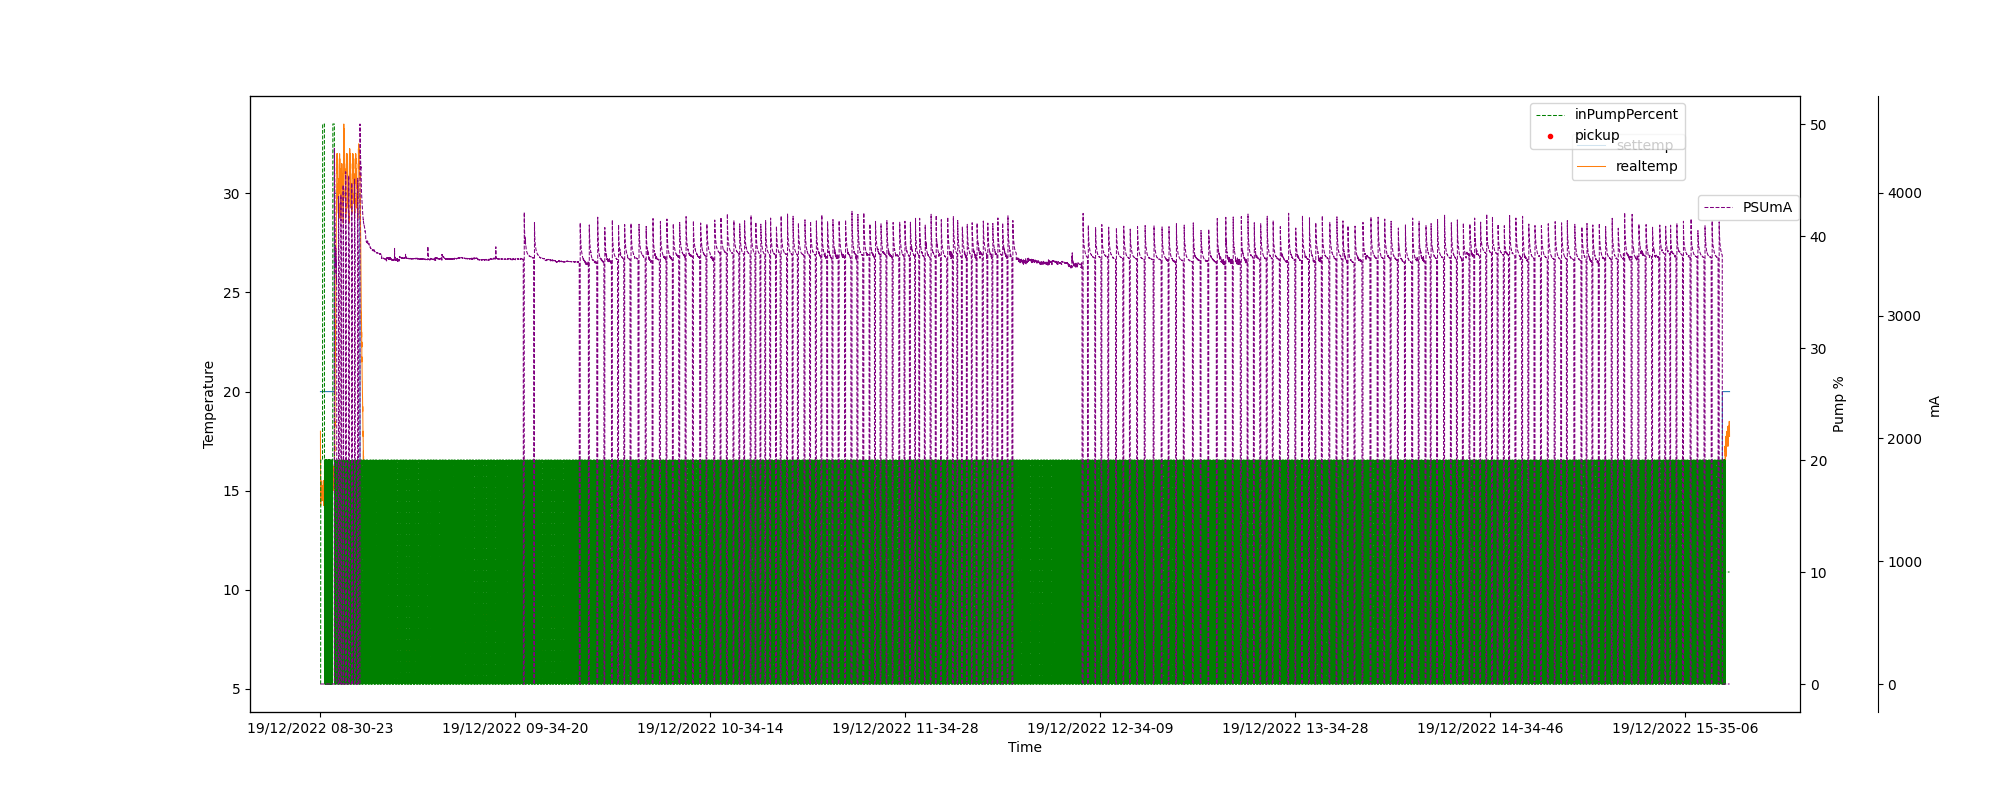 inPumpPercent
pickup
settemp
realtemp
PSUmA
30
25
20
15
10
5
Temperature
50
40
30
20
10
0
Pump %
4000
3000
2000
1000
0
mA
19/12/2022 08-30-23
19/12/2022 09-34-20
19/12/2022 10-34-14
19/12/2022 11-34-28
19/12/2022 12-34-09
19/12/2022 13-34-28
19/12/2022 14-34-46
19/12/2022 15-35-06
Time